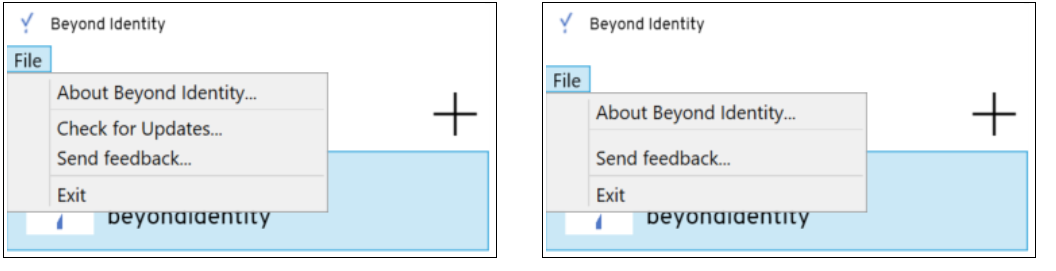 Beyond Identity
File
About Beyond Identity...
Check for Updates...
Send feedback...
Exit
beyondidentity
Beyond Identity
File
About Beyond Identity...
Send feedback...
Exit
beyondidentity